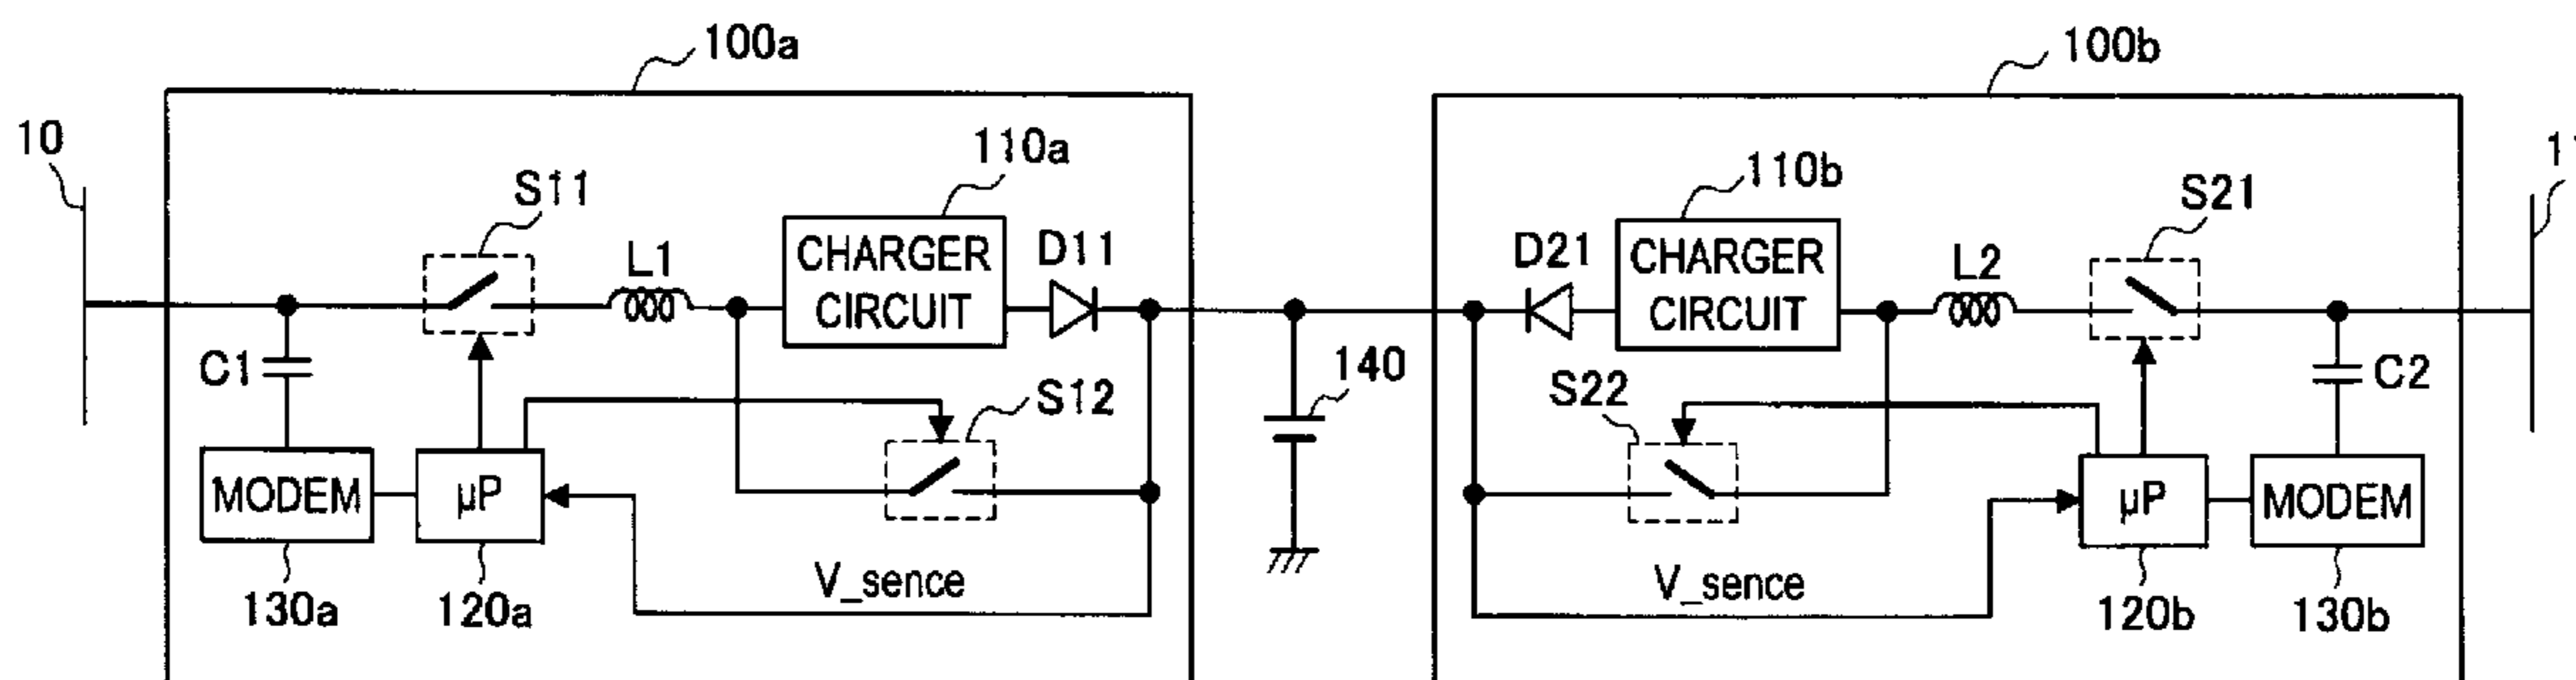 100a
100b
10
S11
L1
110a
CHARGER
CIRCUIT
D11
C1
S12
MODEM
µP
V_sence
130a
120a
140
D21
110b
CHARGER
CIRCUIT
L2
S21
S22
C2
µP
MODEM
V_sence
120b
130b